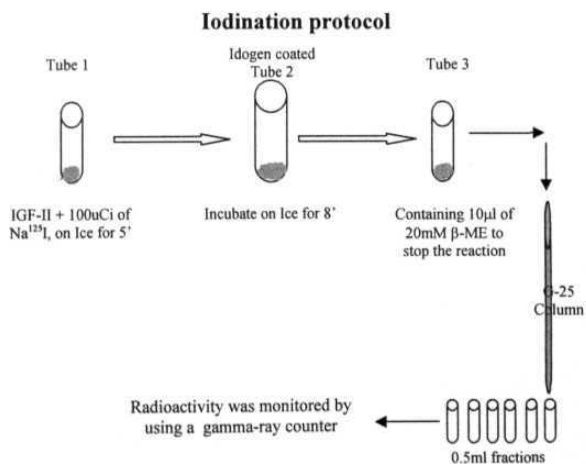 Iodination protocol
Tube 1
Idogen coated
Tube 2
Tube 3
IGF-II + 100uCi of
Na¹²⁵I, on Ice for 5'
Incubate on Ice for 8'
Containing 10µl of
20mM β-ME to
stop the reaction
G-25
Column
Radioactivity was monitored by
using a gamma-ray counter
0.5ml fractions